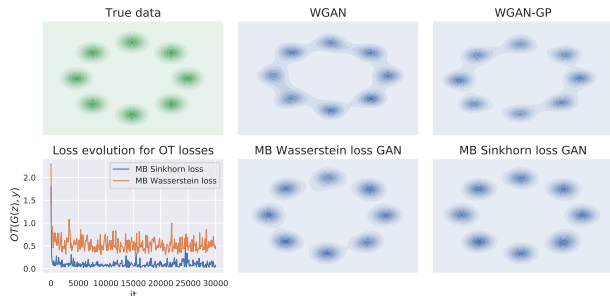 True data
WGAN
WGAN-GP
Loss evolution for OT losses
MB Wasserstein loss GAN
MB Sinkhorn loss GAN
MB Sinkhorn loss
MB Wasserstein loss
OT(G(z), y)
2.0
1.5
1.0
0.5
0.0
0 5000 10000 15000 20000 25000 30000
it